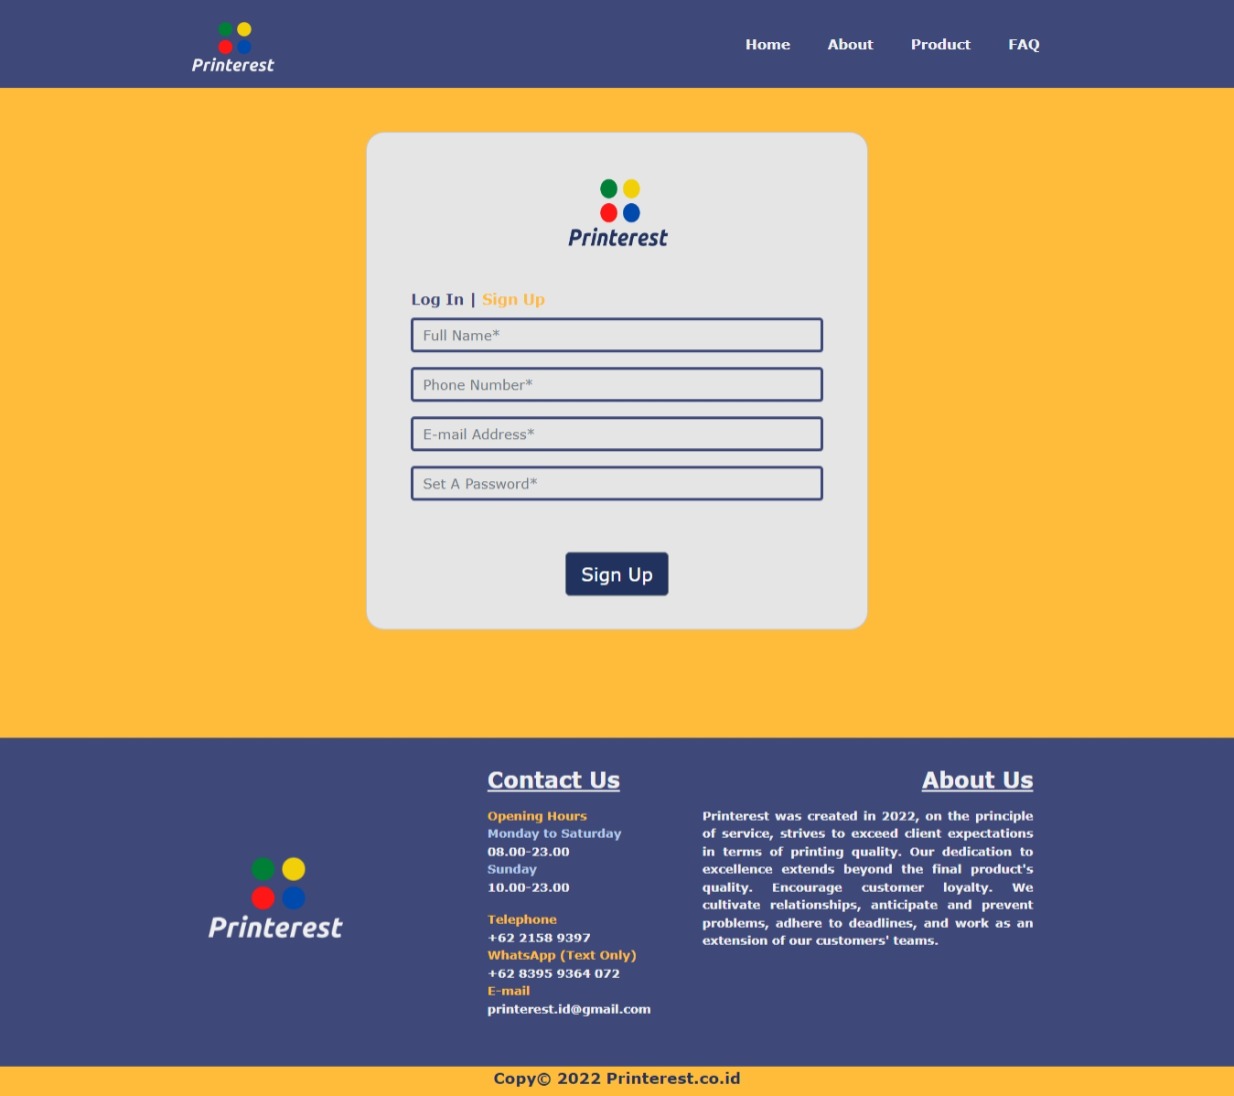 Printerest
Home About Product FAQ
Printerest
Log In | Sign Up
Full Name*
Phone Number*
E-mail Address*
Set A Password*
Sign Up
Printerest
Contact Us
Opening Hours
Monday to Saturday
08.00-23.00
Sunday
10.00-23.00
Telephone
+62 2158 9397
WhatsApp (Text Only)
+62 8395 9364 072
E-mail
printerest.id@gmail.com
About Us
Printerest was created in 2022, on the principle
of service, strives to exceed client expectations
in terms of printing quality. Our dedication to
excellence extends beyond the final product's
quality. Encourage customer loyalty. We
cultivate relationships, anticipate and prevent
problems, adhere to deadlines, and work as an
extension of our customers' teams.
Copy© 2022 Printerest.co.id